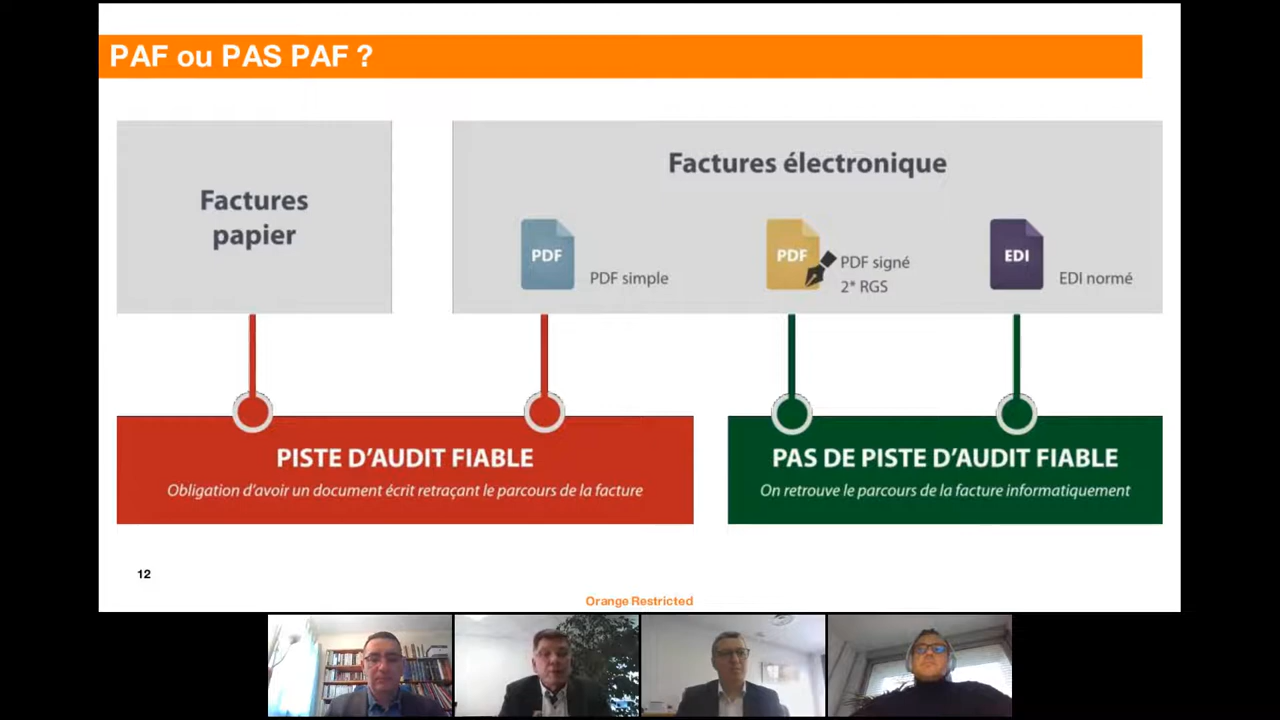 PAF ou PAS PAF ?
Factures
papier
Factures électronique
PDF
PDF simple
PDF
PDF signé
2* RGS
EDI
EDI normé
PISTE D'AUDIT FIABLE
Obligation d'avoir un document écrit retraçant le parcours de la facture
PAS DE PISTE D'AUDIT FIABLE
On retrouve le parcours de la facture informatiquement
12
Orange Restricted